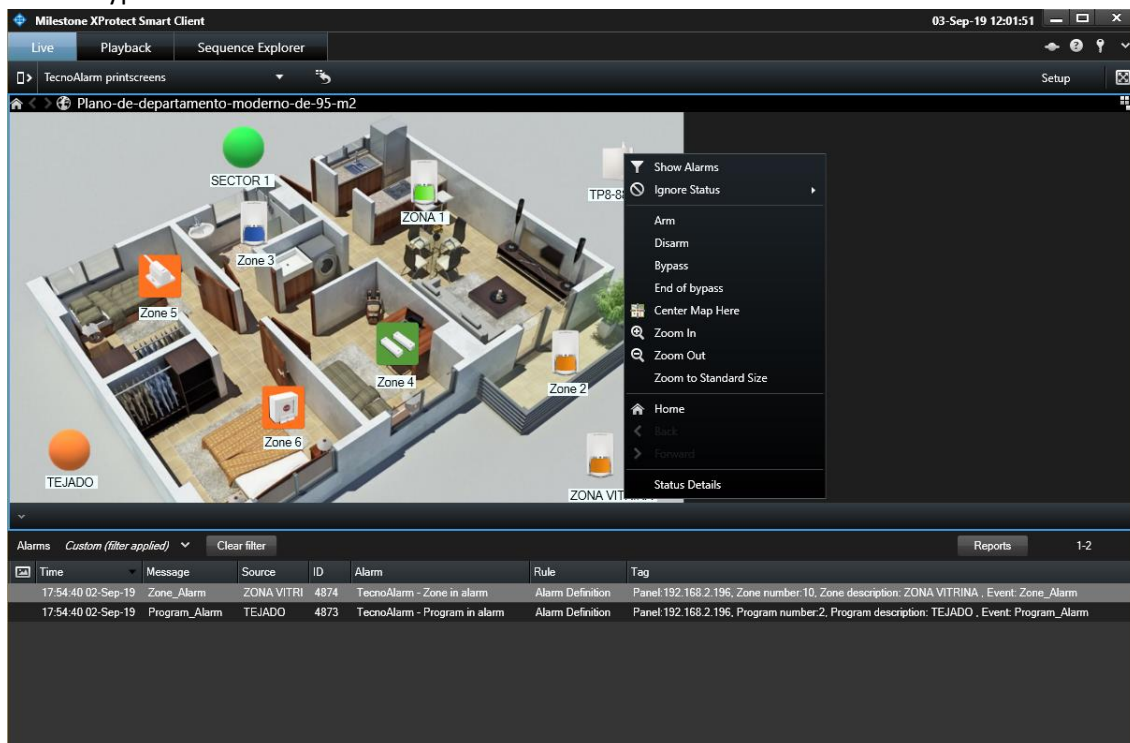 Milestone XProtect Smart Client 03-Sep-19 12:01:51
Live Playback Sequence Explorer
TecnoAlarm printscreens Setup
Plano-de-departamento-moderno-de-95-m2
SECTOR 1
ZONA 1
TP8-8
Zone 3
Zone 5
Zone 4
Zone 2
Zone 6
TEJADO
ZONA VIT
Show Alarms
Ignore Status
Arm
Disarm
Bypass
End of bypass
Center Map Here
Zoom In
Zoom Out
Zoom to Standard Size
Home
Back
Forward
Status Details
Alarms Custom (filter applied) Clear filter Reports 1-2
Time Message Source ID Alarm Rule Tag
17:54:40 02-Sep-19 Zone_Alarm ZONA VITRI 4874 TecnoAlarm - Zone in alarm Alarm Definition Panel:192.168.2.196, Zone number:10, Zone description: ZONA VITRINA , Event: Zone_Alarm
17:54:40 02-Sep-19 Program_Alarm TEJADO 4873 TecnoAlarm - Program in alarm Alarm Definition Panel:192.168.2.196, Program number:2, Program description: TEJADO , Event: Program_Alarm